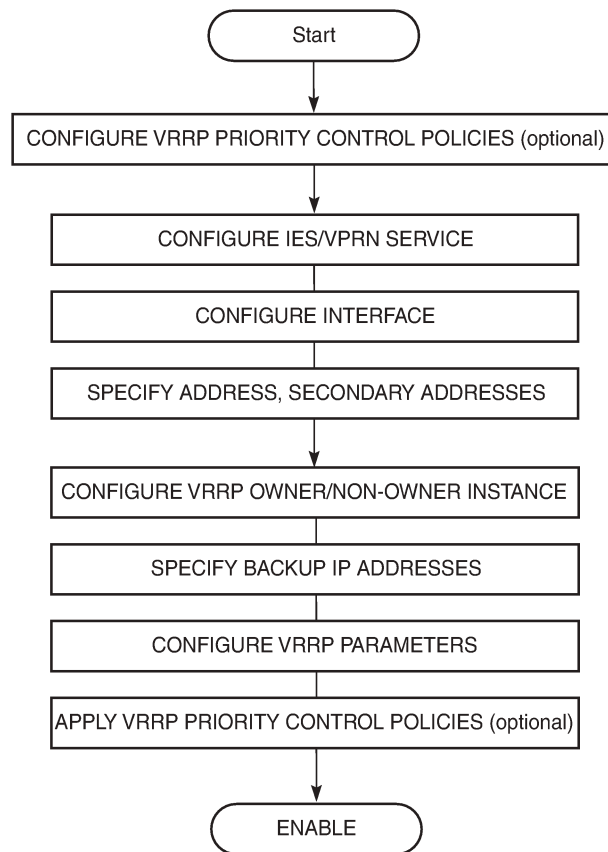 Start
CONFIGURE VRRP PRIORITY CONTROL POLICIES (optional)
CONFIGURE IES/VPRN SERVICE
CONFIGURE INTERFACE
SPECIFY ADDRESS, SECONDARY ADDRESSES
CONFIGURE VRRP OWNER/NON-OWNER INSTANCE
SPECIFY BACKUP IP ADDRESSES
CONFIGURE VRRP PARAMETERS
APPLY VRRP PRIORITY CONTROL POLICIES (optional)
ENABLE